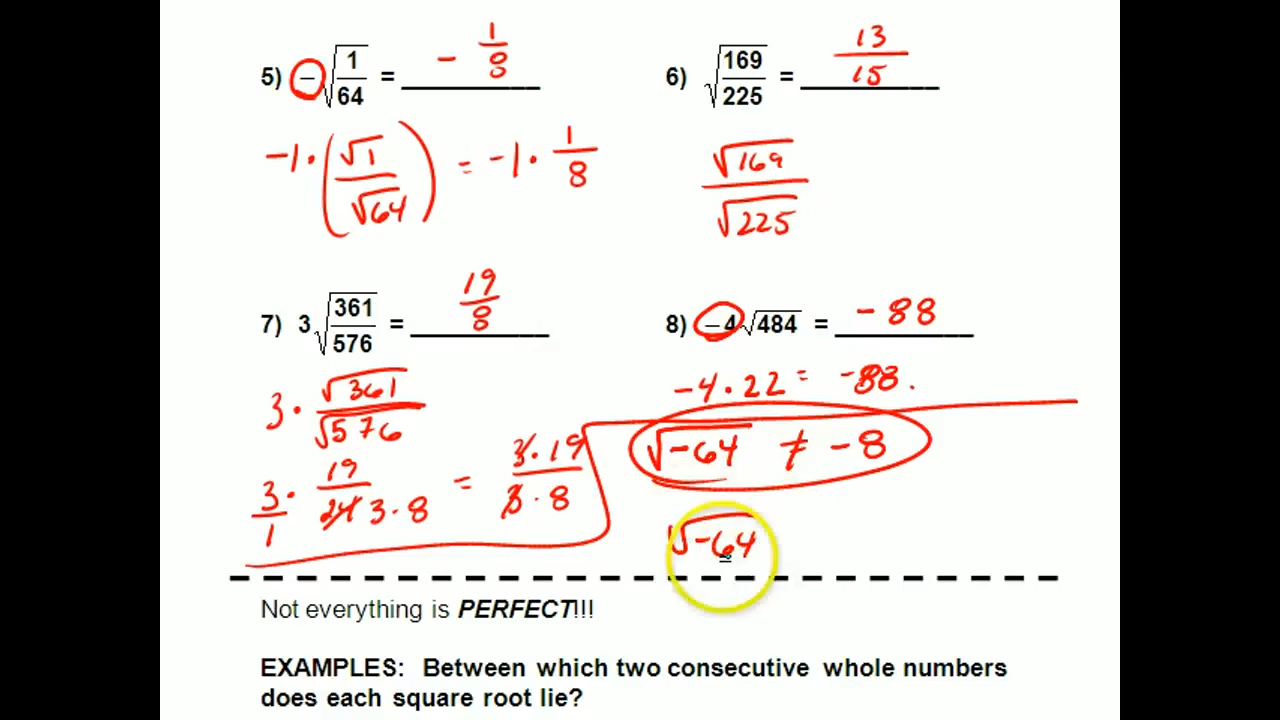 5) −√(1/64) = − 1/8
-1 · (√1/√64) = -1 · 1/8
6) √(169/225) = 13/15
√169/√225
7) 3√(361/576) = 19/8
3 · √361/√576
3/1 · 19/24 3·8 = 3·19/3·8
8) −4√484 = -88
-4 · 22 = -88.
√-64 ≠ -8
√-64
Not everything is PERFECT!!!
EXAMPLES: Between which two consecutive whole numbers
does each square root lie?